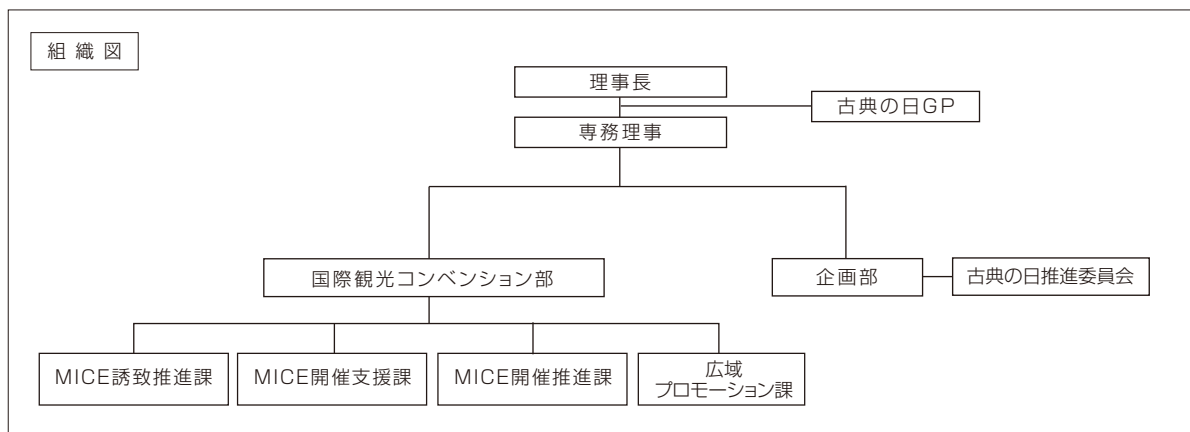 組織図
理事長
古典の日GP
専務理事
国際観光コンベンション部
企画部
古典の日推進委員会
MICE誘致推進課
MICE開催支援課
MICE開催推進課
広域
プロモーション課